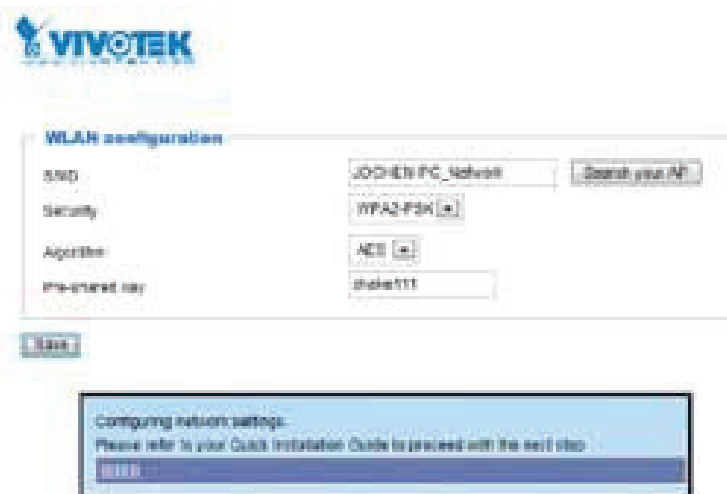 VIVOTEK
WLAN configuration
SSID
JOCHEN-PC_Network
Search your AP
Security
WPA2-PSK
Algorithm
AES
Pre-shared key
Save
Configuring network settings.
Please refer to your Quick Installation Guide to proceed with the next step